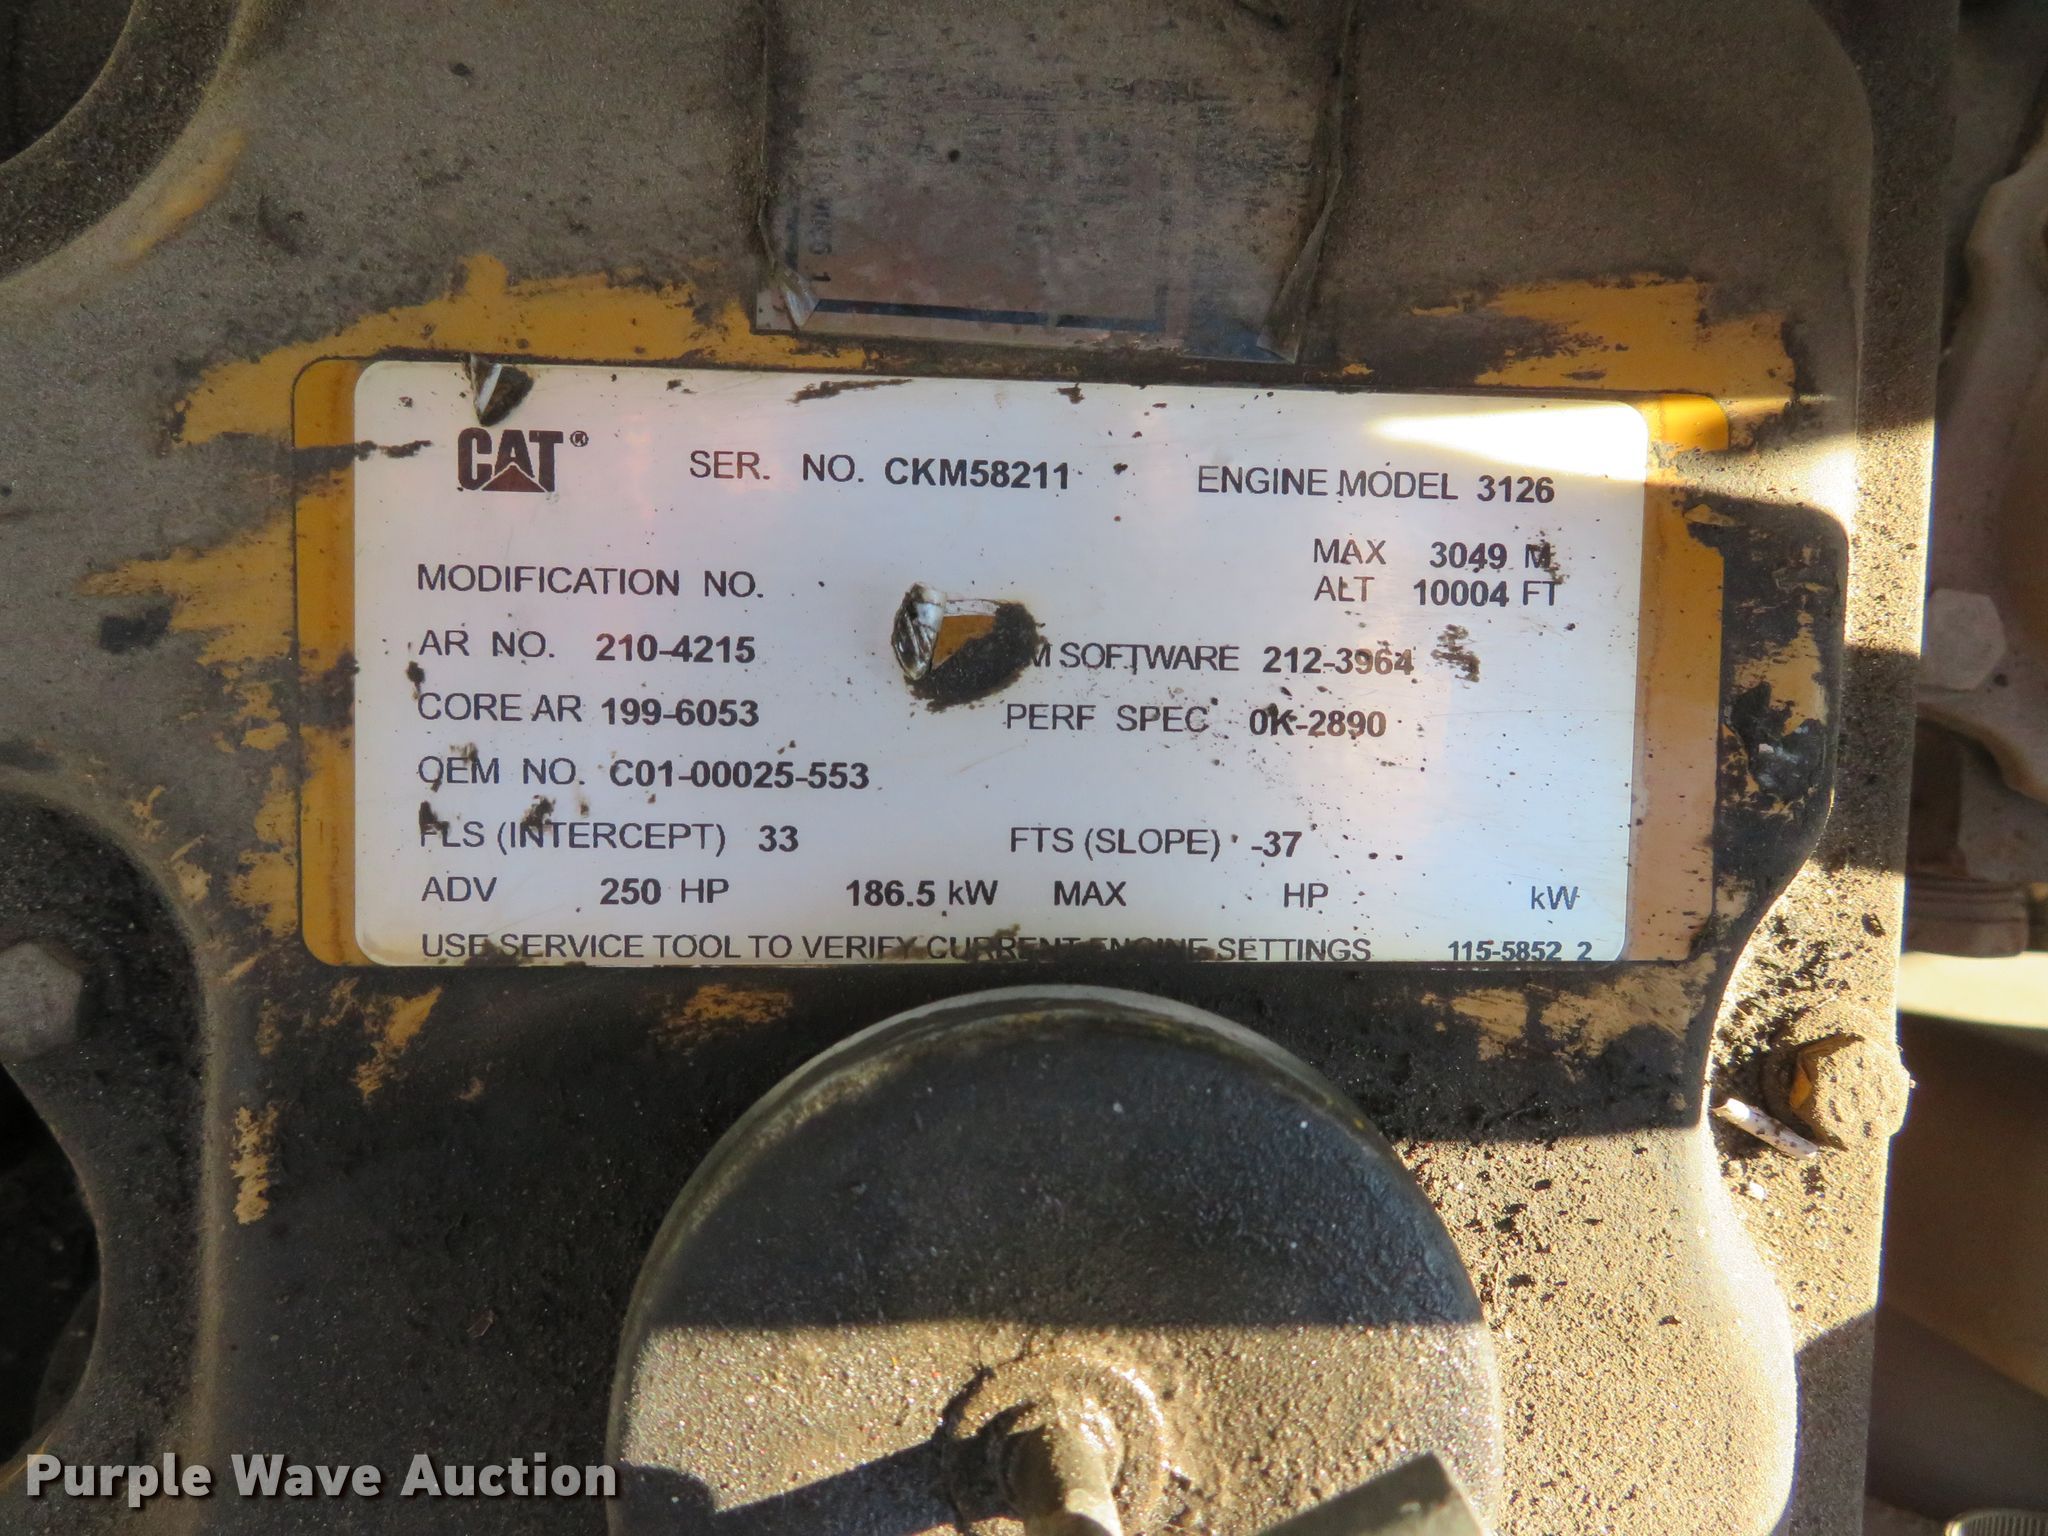 CAT® SER. NO. CKM58211 ENGINE MODEL 3126
MAX 3049 M
MODIFICATION NO. ALT 10004 FT
AR NO. 210-4215 M SOFTWARE 212-3964
CORE AR 199-6053 PERF SPEC 0K-2890
OEM NO. C01-00025-553
FLS (INTERCEPT) 33 FTS (SLOPE) -37
ADV 250 HP 186.5 kW MAX HP kW
USE SERVICE TOOL TO VERIFY CURRENT ENGINE SETTINGS 115-5852 2
Purple Wave Auction